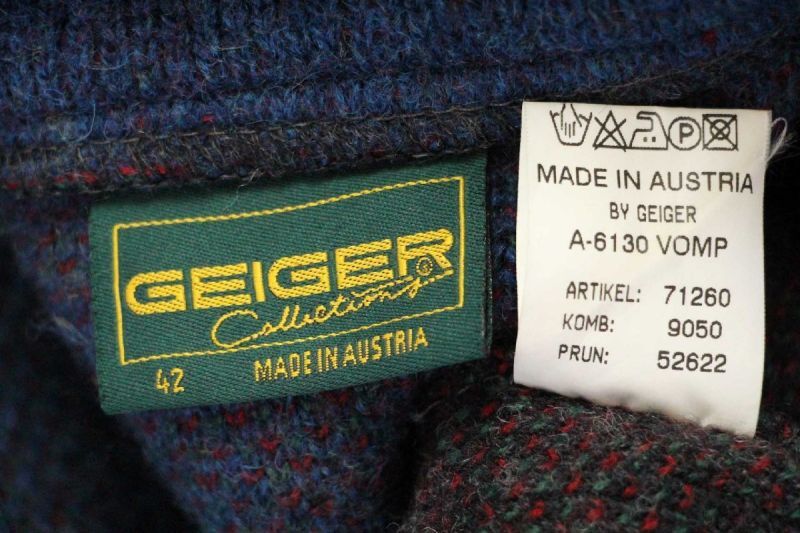 GEIGER
Collections ®
42 MADE IN AUSTRIA
P
MADE IN AUSTRIA
BY GEIGER
A-6130 VOMP
ARTIKEL: 71260
KOMB: 9050
PRUN: 52622